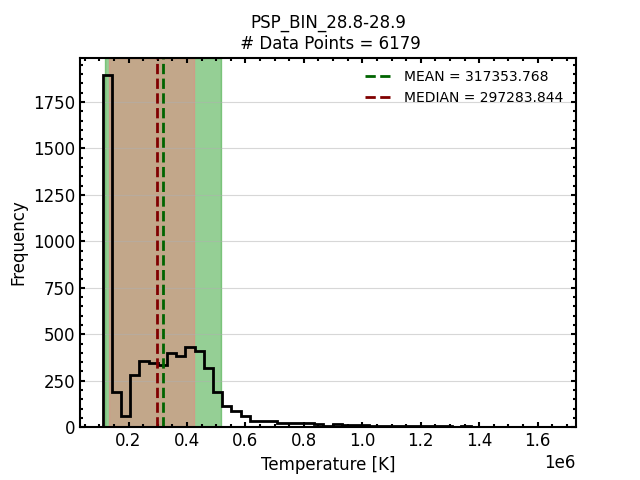 PSP_BIN_28.8-28.9
# Data Points = 6179
MEAN = 317353.768
MEDIAN = 297283.844
1750
1500
1250
1000
750
500
250
0
Frequency
0.2 0.4 0.6 0.8 1.0 1.2 1.4 1.6
Temperature [K]
1e6